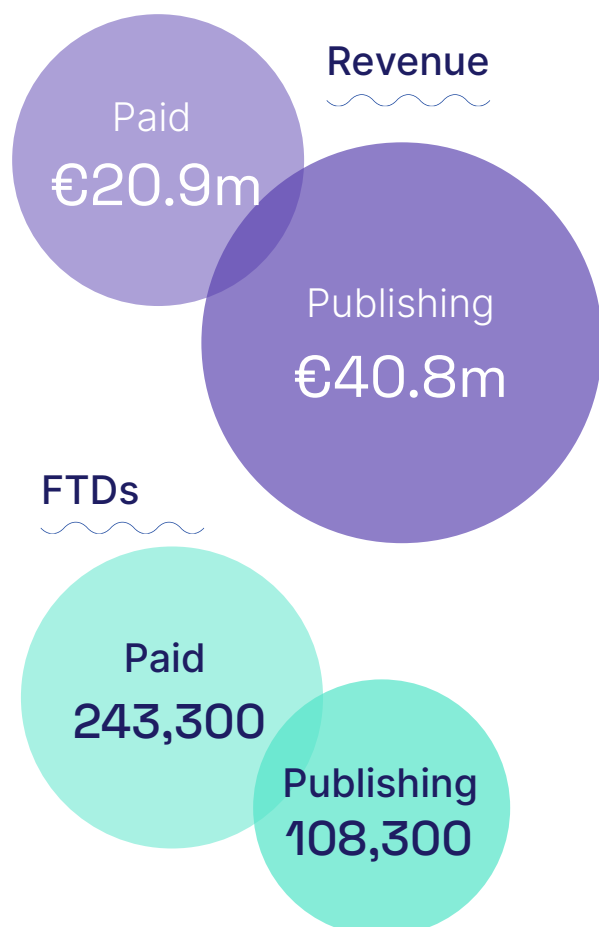 Revenue
Paid
€20.9m
Publishing
€40.8m
FTDs
Paid
243,300
Publishing
108,300